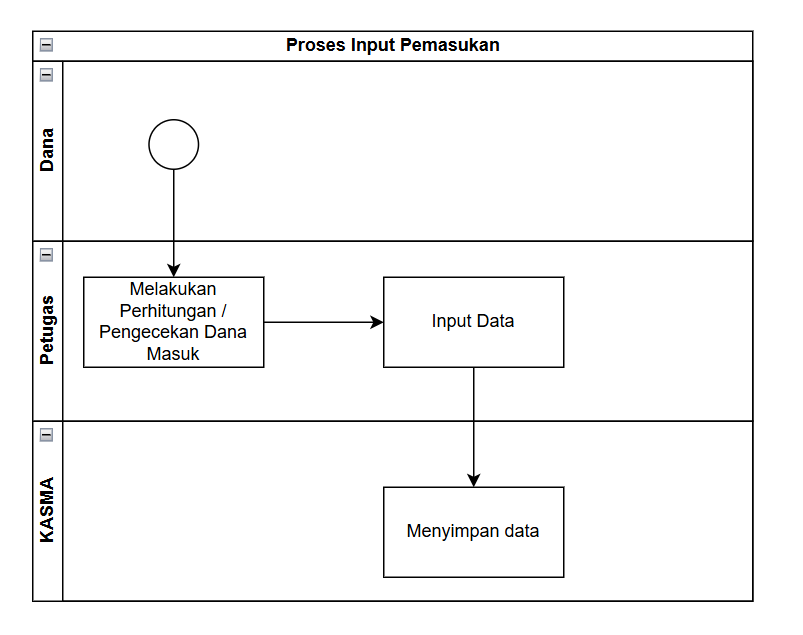 Proses Input Pemasukan
Dana
Petugas
Melakukan
Perhitungan /
Pengecekan Dana
Masuk
Input Data
KASMA
Menyimpan data